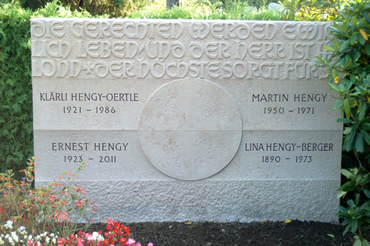 DIE GERECHTEN WERDEN EWIG
LICH LEBEN UND DER HERR IST IHR
LOHN + DER HÖCHSTE SORGT FÜR S
KLÄRLI HENGY-OERTLE
1921 – 1986
MARTIN HENGY
1950 – 1971
ERNEST HENGY
1923 – 2011
LINA HENGY-BERGER
1890 – 1973